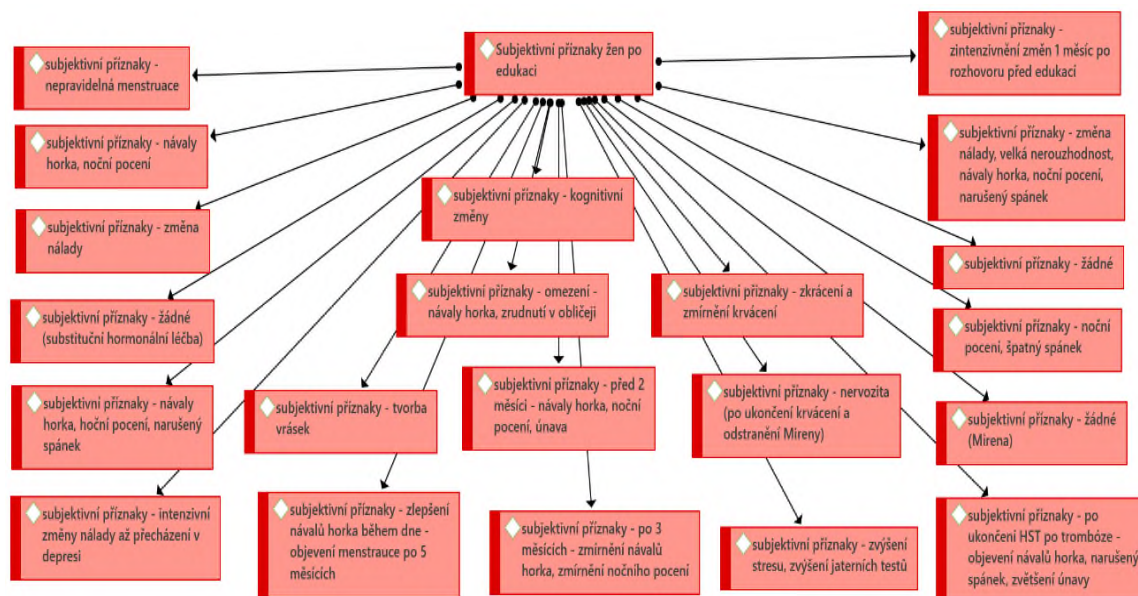 Subjektivní příznaky žen po
edukaci
subjektivní příznaky -
zintenzivnění změn 1 měsíc po
rozhovoru před edukací
subjektivní příznaky -
nepravidelná menstruace
subjektivní příznaky - návaly
horka, noční pocení
subjektivní příznaky - změna
nálady, velká nerouzhodnost,
návaly horka, noční pocení,
narušený spánek
subjektivní příznaky - kognitivní
změny
subjektivní příznaky - změna
nálady
subjektivní příznaky - žádné
subjektivní příznaky - omezení -
návaly horka, zrudnutí v obličeji
subjektivní příznaky - zkrácení a
zmírnění krvácení
subjektivní příznaky - žádné
(substituční hormonální léčba)
subjektivní příznaky - noční
pocení, špatný spánek
subjektivní příznaky - návaly
horka, hoční pocení, narušený
spánek
subjektivní příznaky - tvorba
vrásek
subjektivní příznaky - před 2
měsíci - návaly horka, noční
pocení, únava
subjektivní příznaky - nervozita
(po ukončení krvácení a
odstranění Mireny)
subjektivní příznaky - žádné
(Mirena)
subjektivní příznaky - intenzivní
změny nálady až přecházení v
depresi
subjektivní příznaky - zlepšení
návalů horka během dne -
objevení menstrauce po 5
měsících
subjektivní příznaky - po 3
měsících - zmírnění návalů
horka, zmírnění nočního pocení
subjektivní příznaky - zvýšení
stresu, zvýšení jaterních testů
subjektivní příznaky - po
ukončení HST po trombóze -
objevení návalů horka, narušený
spánek, zvětšení únavy